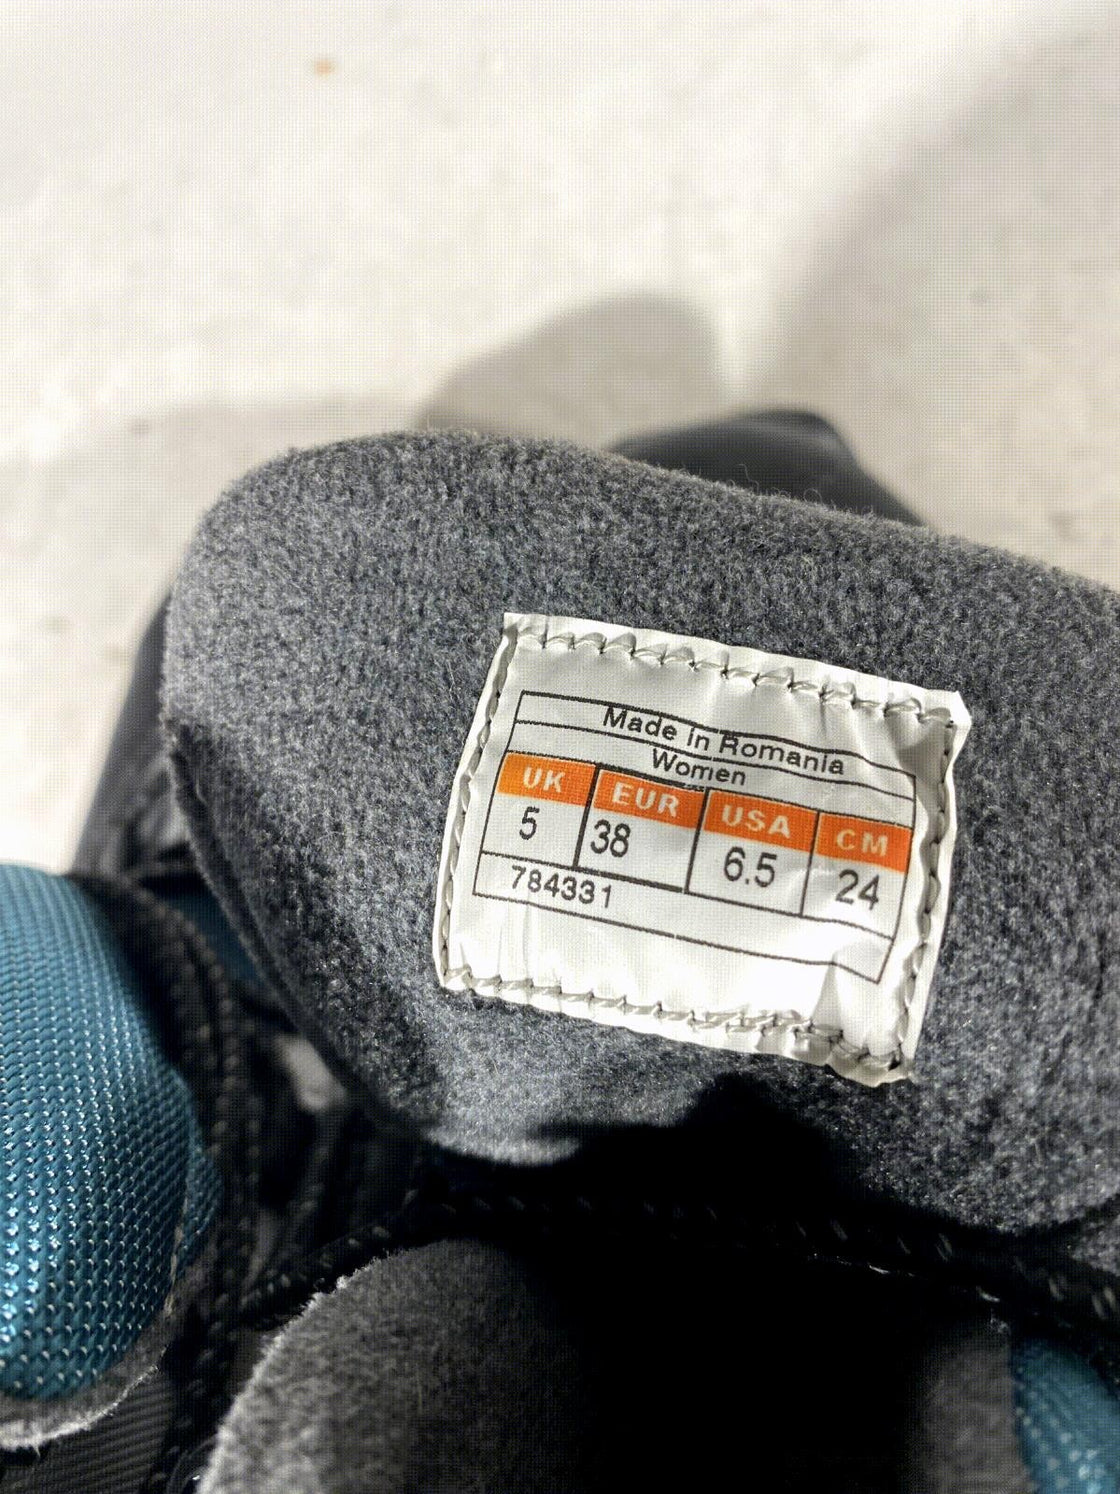 Made In Romania
Women
UK EUR USA CM
5 38 6.5 24
784331